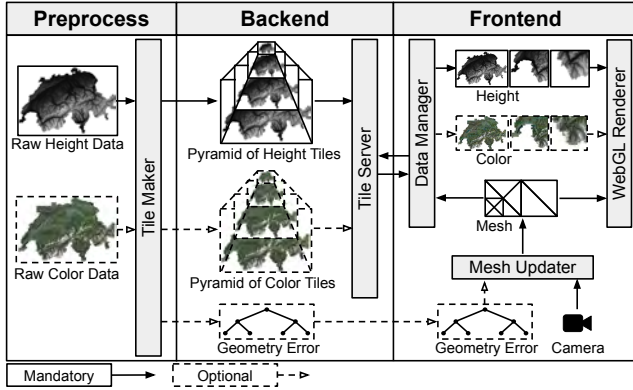 Preprocess
Backend
Frontend
Raw Height Data
Raw Color Data
Tile Maker
Pyramid of Height Tiles
Pyramid of Color Tiles
Geometry Error
Tile Server
Data Manager
Height
Color
Mesh
WebGL Renderer
Mesh Updater
Geometry Error
Camera
Mandatory
Optional